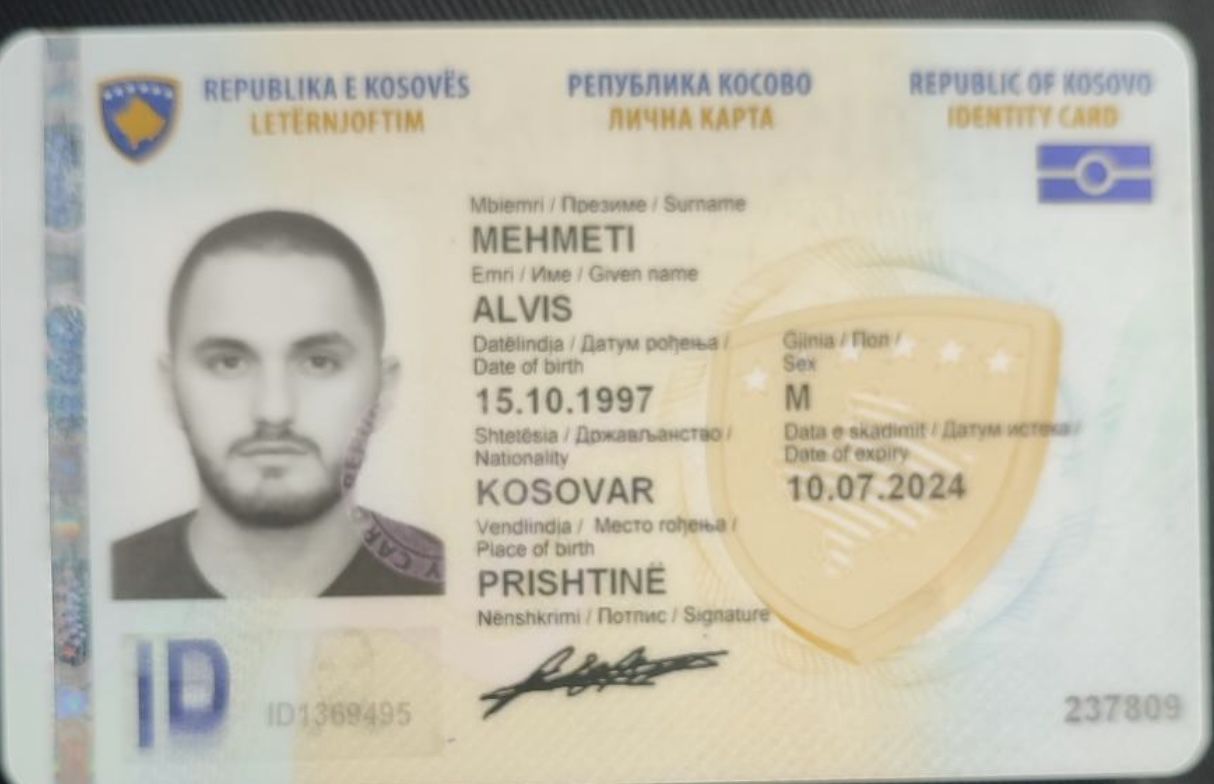 REPUBLIKA E KOSOVËS
LETËRNJOFTIM
РЕПУБЛИКА КОСОВО
ЛИЧНА КАРТА
REPUBLIC OF KOSOVO
IDENTITY CARD
Mbiemri / Презиме / Surname
MEHMETI
Emri / Име / Given name
ALVIS
Datëlindja / Датум рођења /
Date of birth
15.10.1997
Gjinia / Пол /
Sex
M
Shtetësia / Држављанство /
Nationality
KOSOVAR
Data e skadimit / Датум истека /
Date of expiry
10.07.2024
Vendlindja / Место рођења /
Place of birth
PRISHTINË
Nënshkrimi / Потпис / Signature
ID
ID1369495
237809